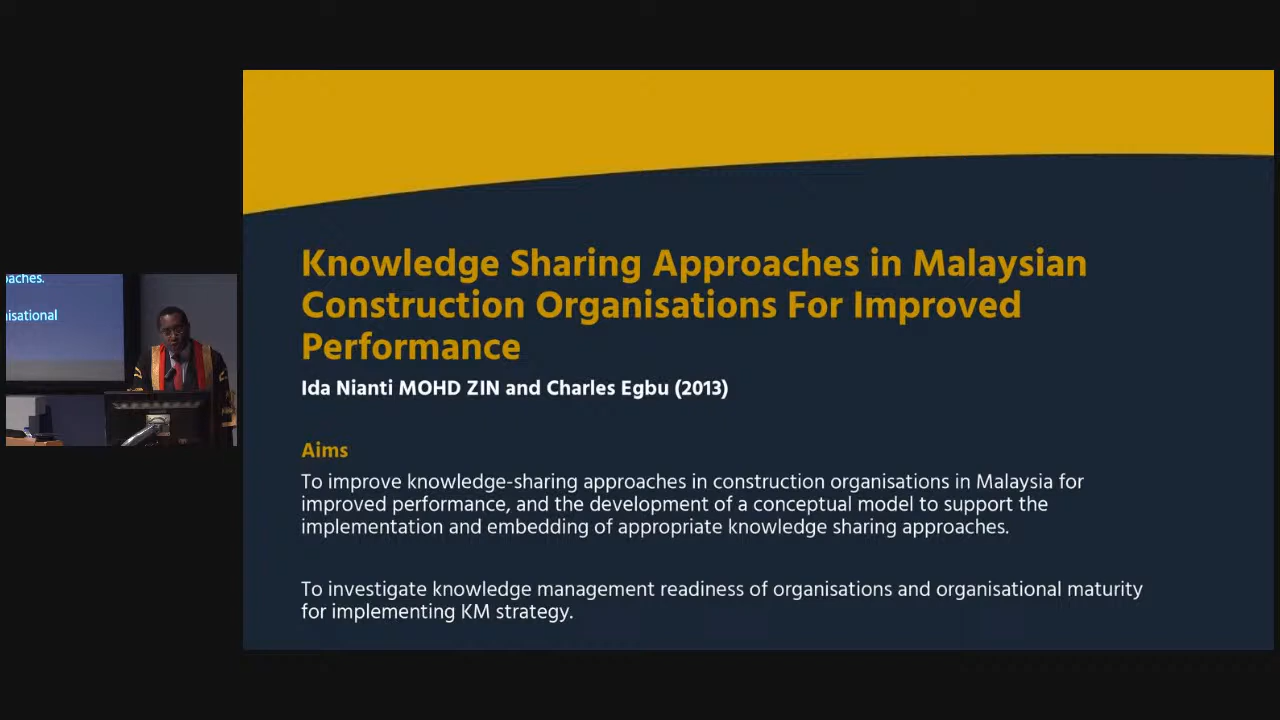 Knowledge Sharing Approaches in Malaysian
Construction Organisations For Improved
Performance
Ida Nianti MOHD ZIN and Charles Egbu (2013)
Aims
To improve knowledge-sharing approaches in construction organisations in Malaysia for
improved performance, and the development of a conceptual model to support the
implementation and embedding of appropriate knowledge sharing approaches.
To investigate knowledge management readiness of organisations and organisational maturity
for implementing KM strategy.
oaches.
nisational